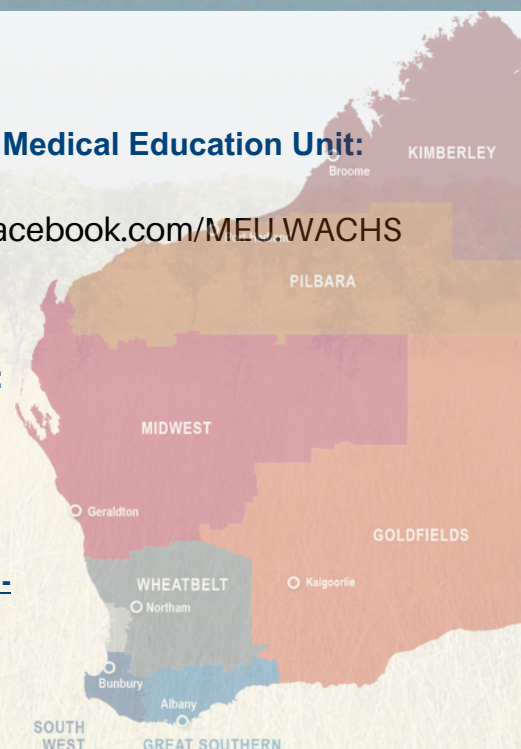 Medical Education Unit:
KIMBERLEY
Broome
acebook.com/MEU.WACHS
PILBARA
:
MIDWEST
Geraldton
GOLDFIELDS
-
WHEATBELT
Kalgoorlie
Northam
Bunbury
Albany
SOUTH
WEST
GREAT SOUTHERN